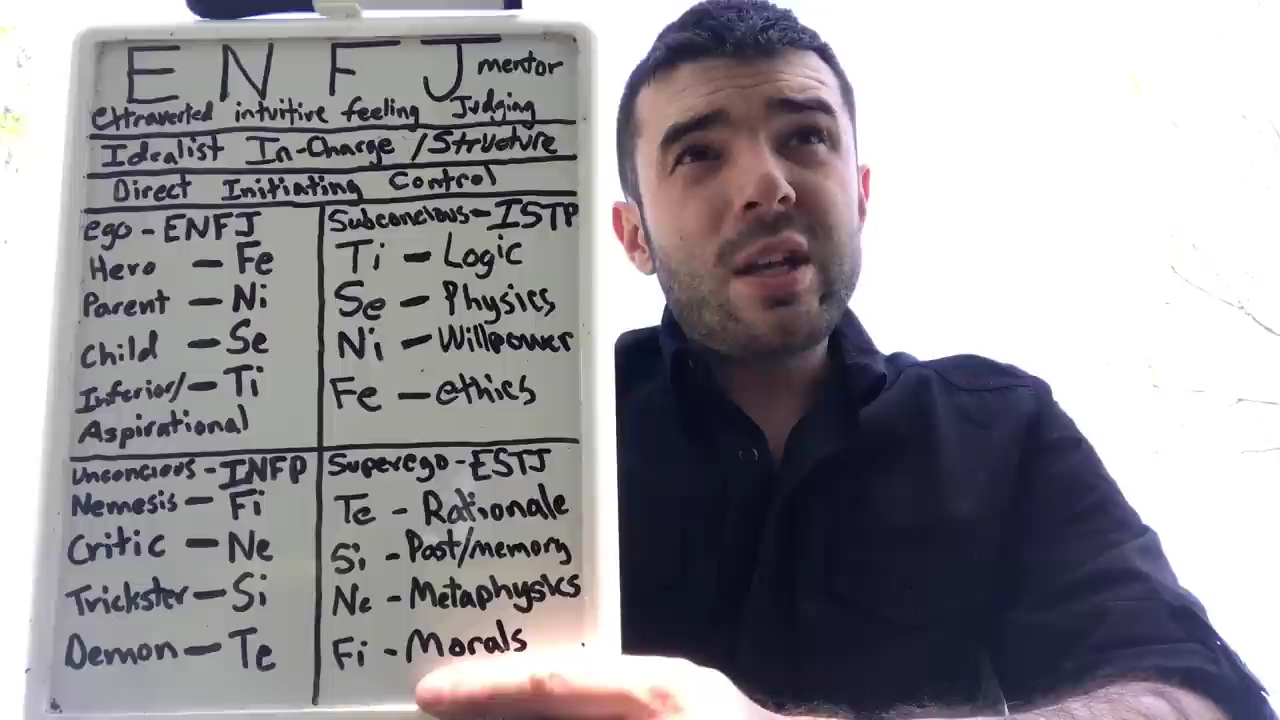 ENFJ mentor
extraverted intuitive feeling Judging
Idealist In-Charge / Structure
Direct Initiating Control
ego - ENFJ
Hero - Fe
Parent - Ni
Child - Se
Inferior/ - Ti
Aspirational
Subconcious - ISTP
Ti - Logic
Se - Physics
Ni - Willpower
Fe - ethics
Unconcious - INFP
Nemesis - Fi
Critic - Ne
Trickster - Si
Demon - Te
Superego - ESTJ
Te - Rationale
Si - Past/memory
Ne - Metaphysics
Fi - Morals